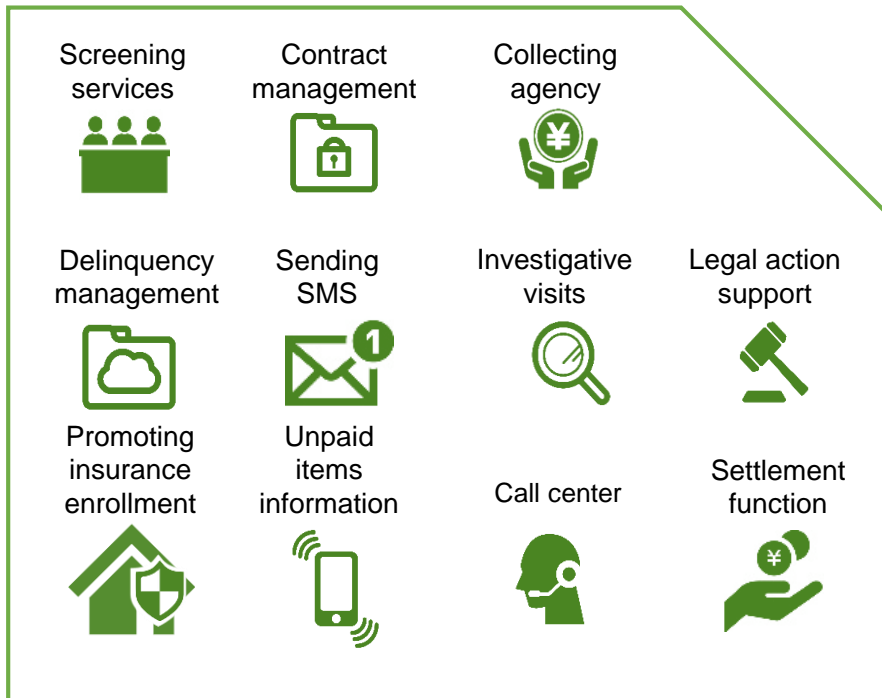 Screening
services
Contract
management
Collecting
agency
¥
Delinquency
management
Sending
SMS
1
Investigative
visits
Legal action
support
Promoting
insurance
enrollment
Unpaid
items
information
Call center
Settlement
function
¥